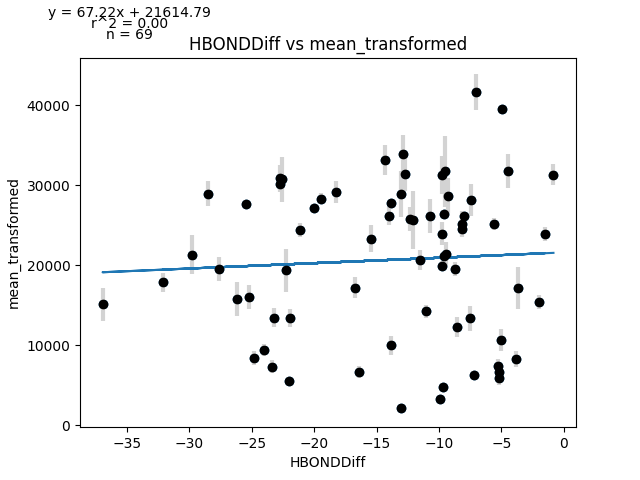 y = 67.22x + 21614.79
r^2 = 0.00
n = 69
HBONDDiff vs mean_transformed
mean_transformed
40000
30000
20000
10000
0
−35
−30
−25
−20
−15
−10
−5
0
HBONDDiff